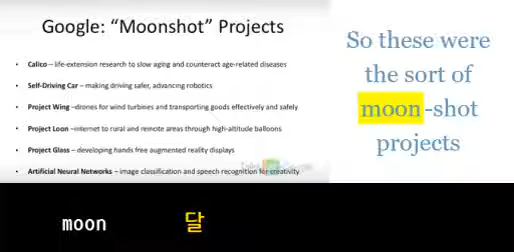 Google: “Moonshot” Projects
• Calico – life-extension research to slow aging and counteract age-related diseases
• Self-Driving Car – making driving safer, advancing robotics
• Project Wing –drones for wind turbines and transporting goods effectively and safely
• Project Loon –internet to rural and remote areas through high-altitude balloons
• Project Glass – developing hands free augmented reality displays
• Artificial Neural Networks – image classification and speech recognition for creativity
So these were
the sort of
moon-shot
projects
moon 달